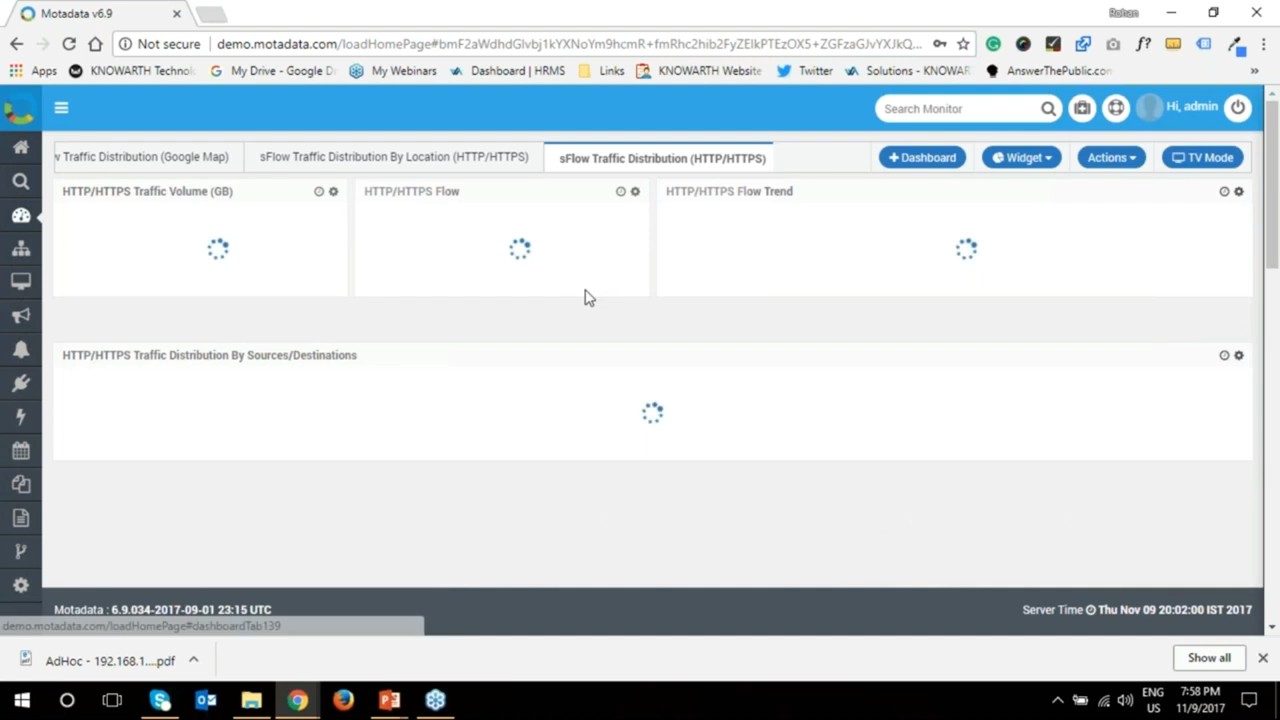 Motadata v6.9
Rohan
Not secure
demo.motadata.com/loadHomePage#bmF2aWdhdGlvbj1kYXNoYm9hcmR+fmRhc2hib2FyZElkPTEzOX5+ZGFzaGJvYXJkQ...
f?
Apps
KNOWARTH Technol
My Drive - Google D
My Webinars
Dashboard | HRMS
Links
KNOWARTH Website
Twitter
Solutions - KNOWAR
AnswerThePublic.com
»
Search Monitor
Hi, admin
w Traffic Distribution (Google Map)
sFlow Traffic Distribution By Location (HTTP/HTTPS)
sFlow Traffic Distribution (HTTP/HTTPS)
+ Dashboard
Widget
Actions
TV Mode
HTTP/HTTPS Traffic Volume (GB)
HTTP/HTTPS Flow
HTTP/HTTPS Flow Trend
HTTP/HTTPS Traffic Distribution By Sources/Destinations
Motadata : 6.9.034-2017-09-01 23:15 UTC
Server Time Thu Nov 09 20:02:00 IST 2017
demo.motadata.com/loadHomePage#dashboardTab139
AdHoc - 192.168.1....pdf
Show all
ENG
US
7:58 PM
11/9/2017